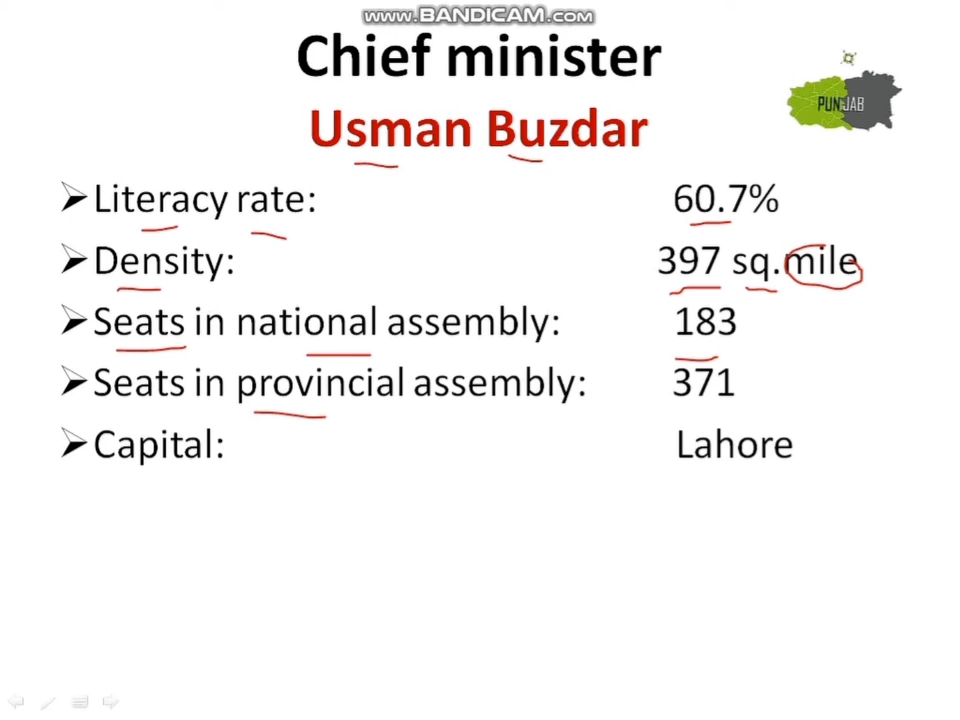 www.BANDICAM.com
Chief minister
PUNJAB
Usman Buzdar
Literacy rate: 60.7%
Density: 397 sq.mile
Seats in national assembly: 183
Seats in provincial assembly: 371
Capital: Lahore